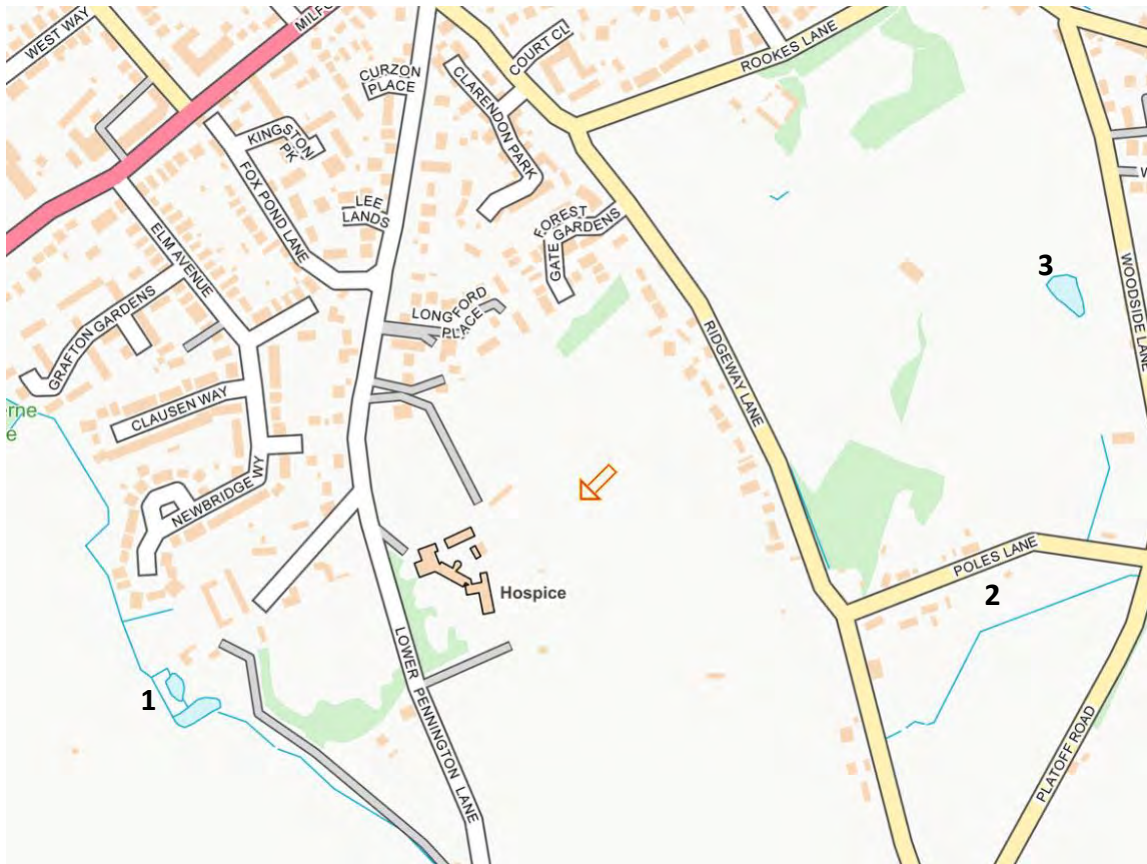 WEST WAY
MILFO
CURZON
PLACE
COURT CL
CLARENDON PARK
ROOKES LANE
KINGSTON
PK
FOX POND LANE
LEE
LANDS
FOREST
GATE GARDENS
ELM AVENUE
GRAFTON GARDENS
LONGFORD
PLACE
3
W
WOODSIDE LANE
RIDGEWAY LANE
erne
e
CLAUSEN WAY
NEWBRIDGE WY
Hospice
POLES LANE
2
LOWER PENNINGTON LANE
1
PLATOFF ROAD